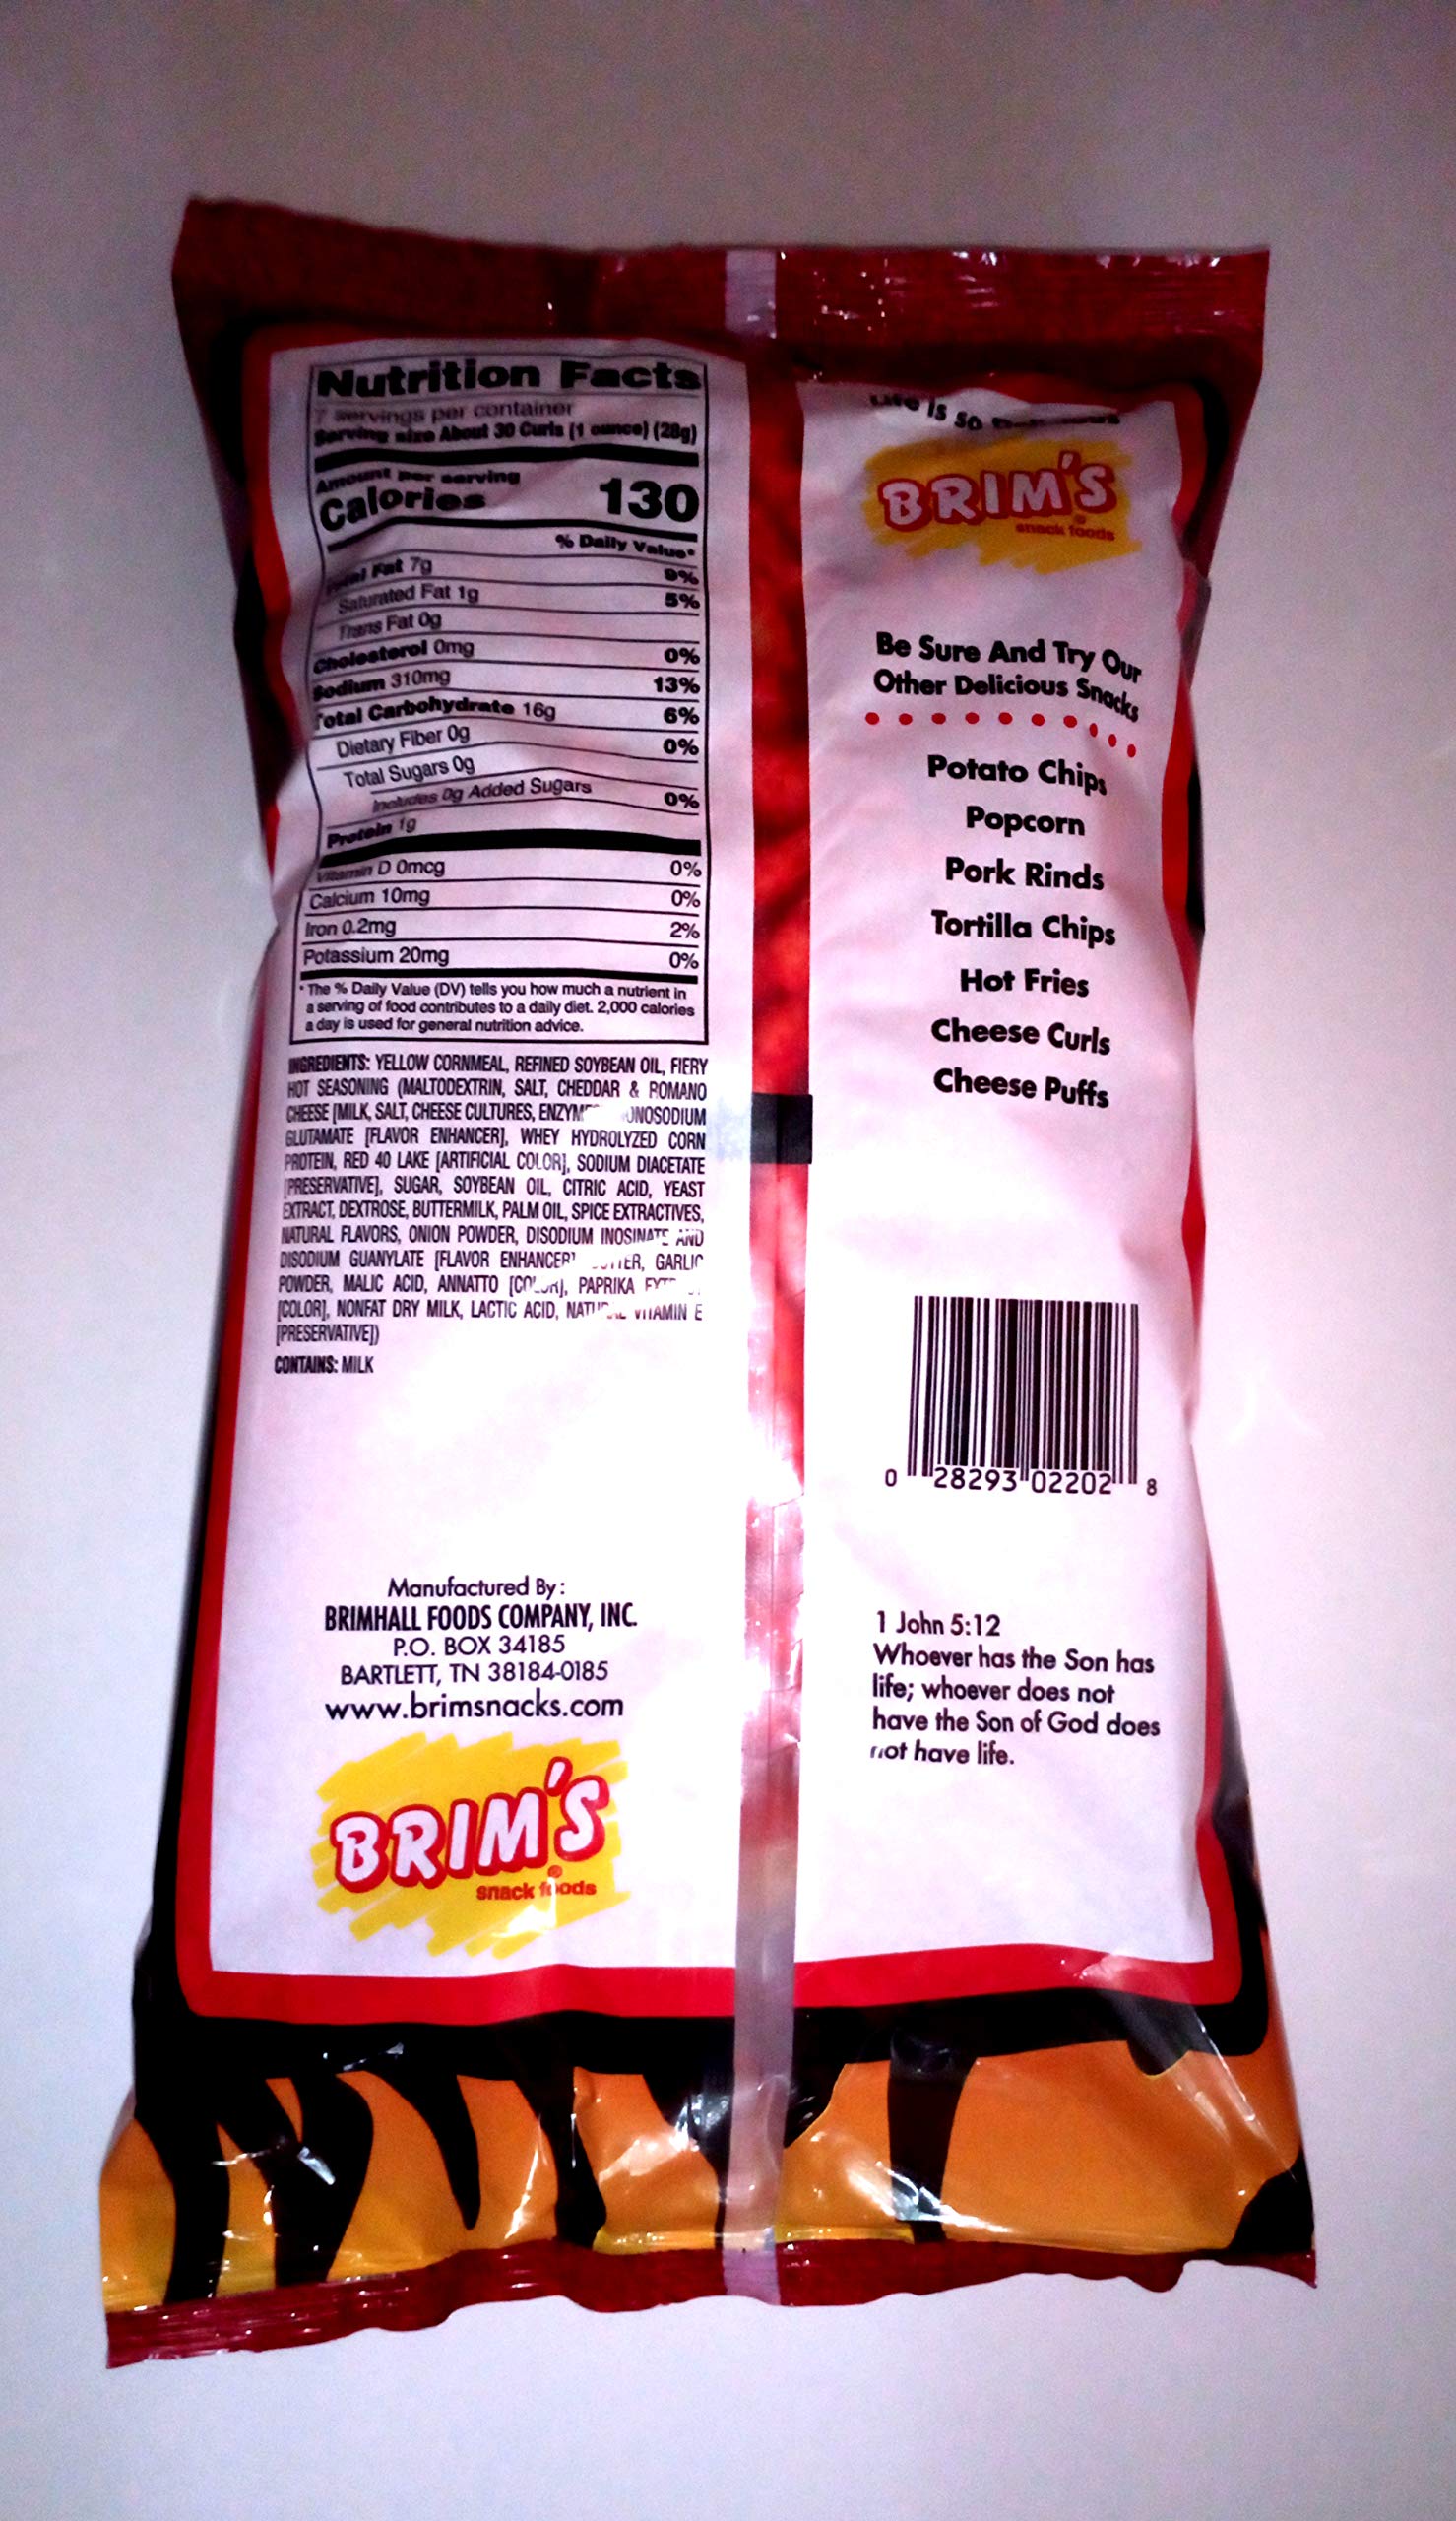 Nutrition Facts
7 servings per container
Serving size About 30 Curls (1 ounce) (28g)
Amount per serving
Calories 130
% Daily Value*
Total Fat 7g 9%
Saturated Fat 1g 5%
Trans Fat 0g
Cholesterol 0mg 0%
Sodium 310mg 13%
Total Carbohydrate 16g 6%
Dietary Fiber 0g 0%
Total Sugars 0g
Includes 0g Added Sugars 0%
Protein 1g
Vitamin D 0mcg 0%
Calcium 10mg 0%
Iron 0.2mg 2%
Potassium 20mg 0%
* The % Daily Value (DV) tells you how much a nutrient in
a serving of food contributes to a daily diet. 2,000 calories
a day is used for general nutrition advice.
INGREDIENTS: YELLOW CORNMEAL, REFINED SOYBEAN OIL, FIERY
HOT SEASONING (MALTODEXTRIN, SALT, CHEDDAR & ROMANO
CHEESE [MILK, SALT, CHEESE CULTURES,
GLUTAMATE [FLAVOR ENHANCER], WHEY HYDROLYZED CORN
PROTEIN, RED 40 LAKE [ARTIFICIAL COLOR], SODIUM DIACETATE
[PRESERVATIVE], SUGAR, SOYBEAN OIL, CITRIC ACID, YEAST
EXTRACT, DEXTROSE, BUTTERMILK, PALM OIL, SPICE EXTRACTIVES,
NATURAL FLAVORS, ONION POWDER, DISODIUM INOSINATE AND
DISODIUM GUANYLATE [FLAVOR ENHANCER] GARLIC
POWDER, MALIC ACID, ANNATTO [COLOR], PAPRIKA
[COLOR], NONFAT DRY MILK, LACTIC ACID, NATURAL VITAMIN E
[PRESERVATIVE])
CONTAINS: MILK
Manufactured By:
BRIMHALL FOODS COMPANY, INC.
P.O. BOX 34185
BARTLETT, TN 38184-0185
www.brimsnacks.com
BRIM'S
®
snack foods
Life is so
BRIM'S
®
snack foods
Be Sure And Try Our
Other Delicious Snacks
Potato Chips
Popcorn
Pork Rinds
Tortilla Chips
Hot Fries
Cheese Curls
Cheese Puffs
0 28293 02202 8
1 John 5:12
Whoever has the Son has
life; whoever does not
have the Son of God does
not have life.